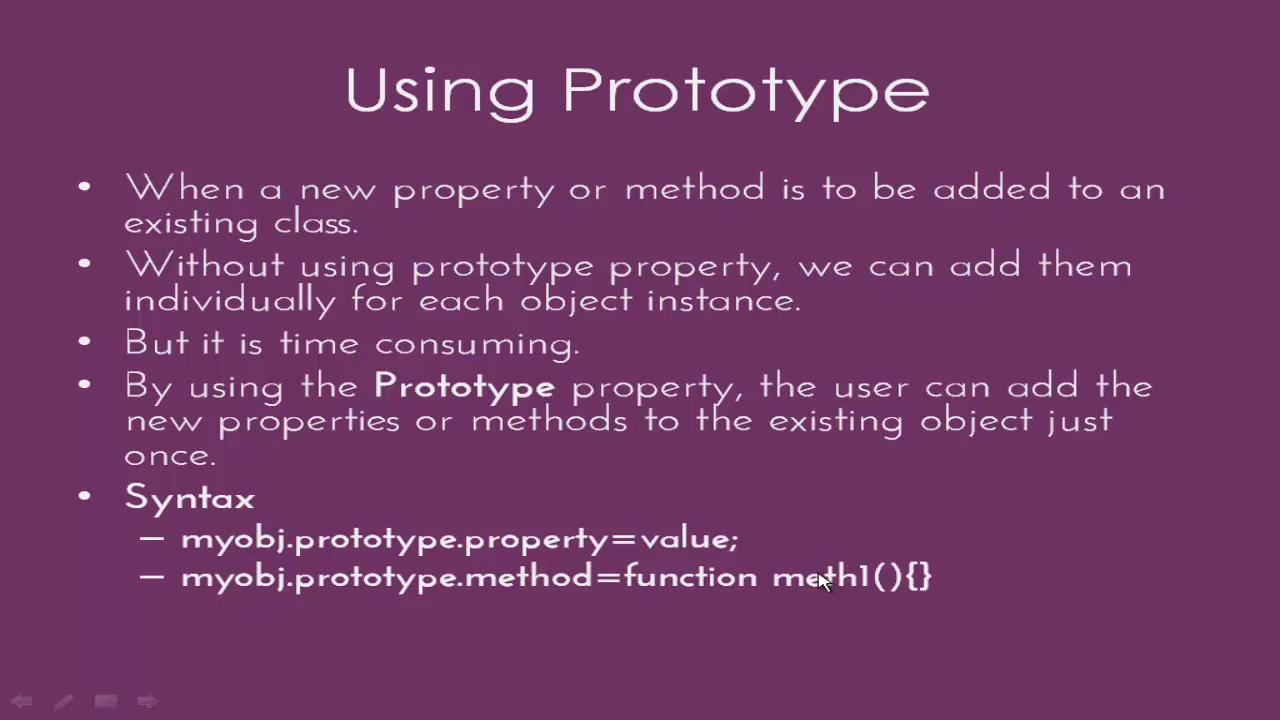 Using Prototype
• When a new property or method is to be added to an
existing class.
• Without using prototype property, we can add them
individually for each object instance.
• But it is time consuming.
• By using the Prototype property, the user can add the
new properties or methods to the existing object just
once.
• Syntax
– myobj.prototype.property=value;
– myobj.prototype.method=function meth1(){}